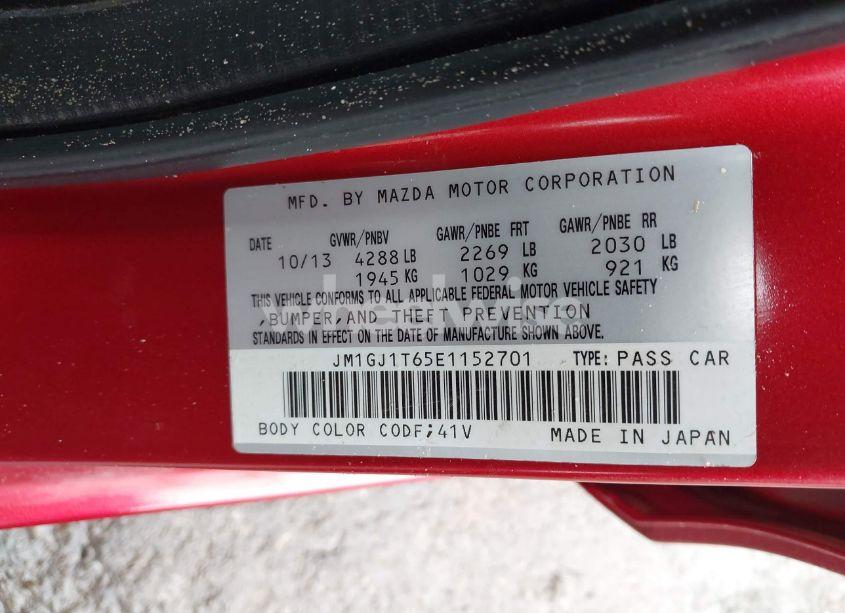 MFD. BY MAZDA MOTOR CORPORATION
DATE GVWR/PNBV GAWR/PNBE FRT GAWR/PNBE RR
10/13 4288 LB 2269 LB 2030 LB
1945 KG 1029 KG 921 KG
THIS VEHICLE CONFORMS TO ALL APPLICABLE FEDERAL MOTOR VEHICLE SAFETY
,BUMPER,AND THEFT PREVENTION
STANDARDS IN EFFECT ON THE DATE OF MANUFACTURE SHOWN ABOVE.
JM1GJ1T65E1152701 TYPE: PASS CAR
BODY COLOR CODF;41V MADE IN JAPAN